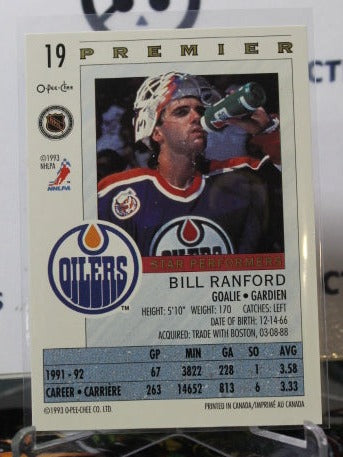 19 PREMIER
O-Pee-Chee
©1993
NHLPA
NHLPA
OILERS
TM
STAR PERFORMERS
BILL RANFORD
GOALIE • GARDIEN
HEIGHT: 5'10" WEIGHT: 170 CATCHES: LEFT
DATE OF BIRTH: 12-14-66
ACQUIRED: TRADE WITH BOSTON, 03-08-88
GP MIN GA SO AVG
1991 - 92 67 3822 228 1 3.58
CAREER • CARRIÈRE 263 14652 813 6 3.33
©1993 O-PEE-CHEE CO. LTD. PRINTED IN CANADA/IMPRIMÉ AU CANADA